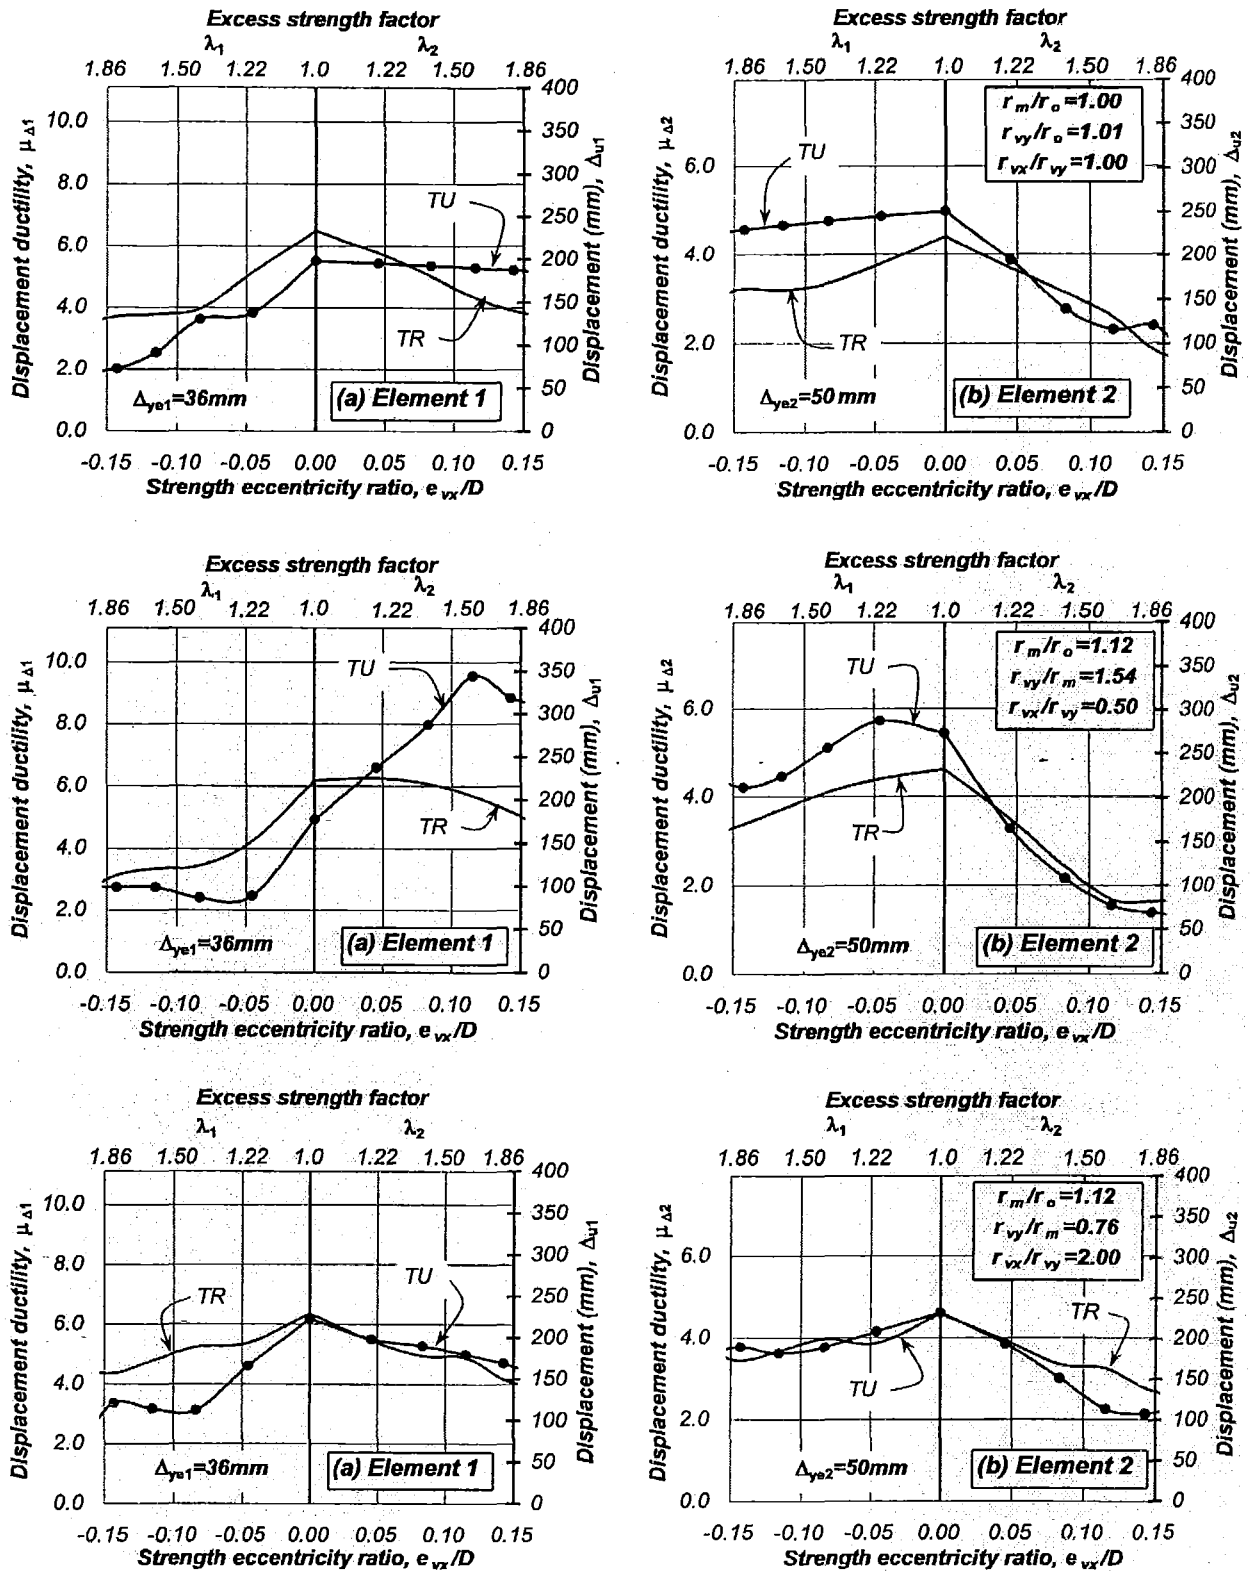 Excess strength factor
λ1 λ2
1.86 1.50 1.22 1.0 1.22 1.50 1.86
Displacement ductility, μΔ1
10.0
8.0
6.0
4.0
2.0
0.0
400
350
300
250
200
150
100
50
0
Displacement (mm), Δu1
TU
TR
Δye1=36mm
(a) Element 1
-0.15 -0.10 -0.05 0.00 0.05 0.10 0.15
Strength eccentricity ratio, evx/D
Excess strength factor
λ1 λ2
1.86 1.50 1.22 1.0 1.22 1.50 1.86
Displacement ductility, μΔ2
6.0
4.0
2.0
0.0
400
350
300
250
200
150
100
50
0
Displacement (mm), Δu2
rm/ro=1.00
rvy/ro=1.01
rvx/rvy=1.00
TU
TR
Δye2=50mm
(b) Element 2
-0.15 -0.10 -0.05 0.00 0.05 0.10 0.15
Strength eccentricity ratio, evx/D
Excess strength factor
λ1 λ2
1.86 1.50 1.22 1.0 1.22 1.50 1.86
Displacement ductility, μΔ1
10.0
8.0
6.0
4.0
2.0
0.0
400
350
300
250
200
150
100
50
0
Displacement (mm), Δu1
TU
TR
Δye1=36mm
(a) Element 1
-0.15 -0.10 -0.05 0.00 0.05 0.10 0.15
Strength eccentricity ratio, evx/D
Excess strength factor
λ1 λ2
1.86 1.50 1.22 1.0 1.22 1.50 1.86
Displacement ductility, μΔ2
6.0
4.0
2.0
0.0
400
350
300
250
200
150
100
50
0
Displacement (mm), Δu2
rm/ro=1.12
rvy/rm=1.54
rvx/rvy=0.50
TU
TR
Δye2=50mm
(b) Element 2
-0.15 -0.10 -0.05 0.00 0.05 0.10 0.15
Strength eccentricity ratio, evx/D
Excess strength factor
λ1 λ2
1.86 1.50 1.22 1.0 1.22 1.50 1.86
Displacement ductility, μΔ1
10.0
8.0
6.0
4.0
2.0
0.0
400
350
300
250
200
150
100
50
0
Displacement (mm), Δu1
TR
TU
Δye1=36mm
(a) Element 1
-0.15 -0.10 -0.05 0.00 0.05 0.10 0.15
Strength eccentricity ratio, evx/D
Excess strength factor
λ1 λ2
1.86 1.50 1.22 1.0 1.22 1.50 1.86
Displacement ductility, μΔ2
6.0
4.0
2.0
0.0
400
350
300
250
200
150
100
50
0
Displacement (mm), Δu2
rm/ro=1.12
rvy/rm=0.76
rvx/rvy=2.00
TR
TU
Δye2=50mm
(b) Element 2
-0.15 -0.10 -0.05 0.00 0.05 0.10 0.15
Strength eccentricity ratio, evx/D